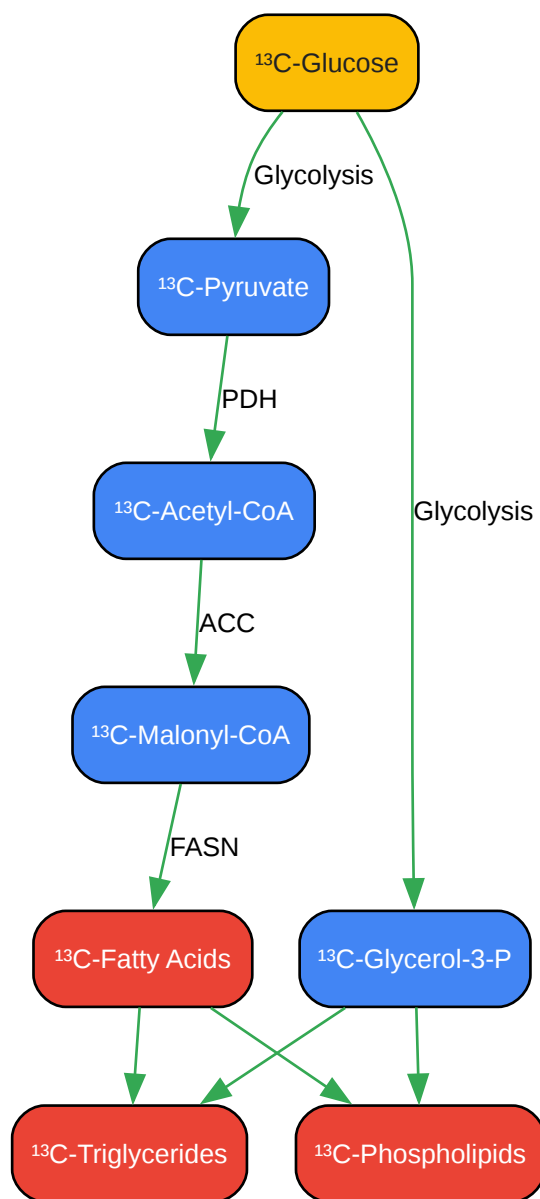 ¹³C-Glucose
Glycolysis
¹³C-Pyruvate
PDH
¹³C-Acetyl-CoA
Glycolysis
ACC
¹³C-Malonyl-CoA
FASN
¹³C-Fatty Acids
¹³C-Glycerol-3-P
¹³C-Triglycerides
¹³C-Phospholipids